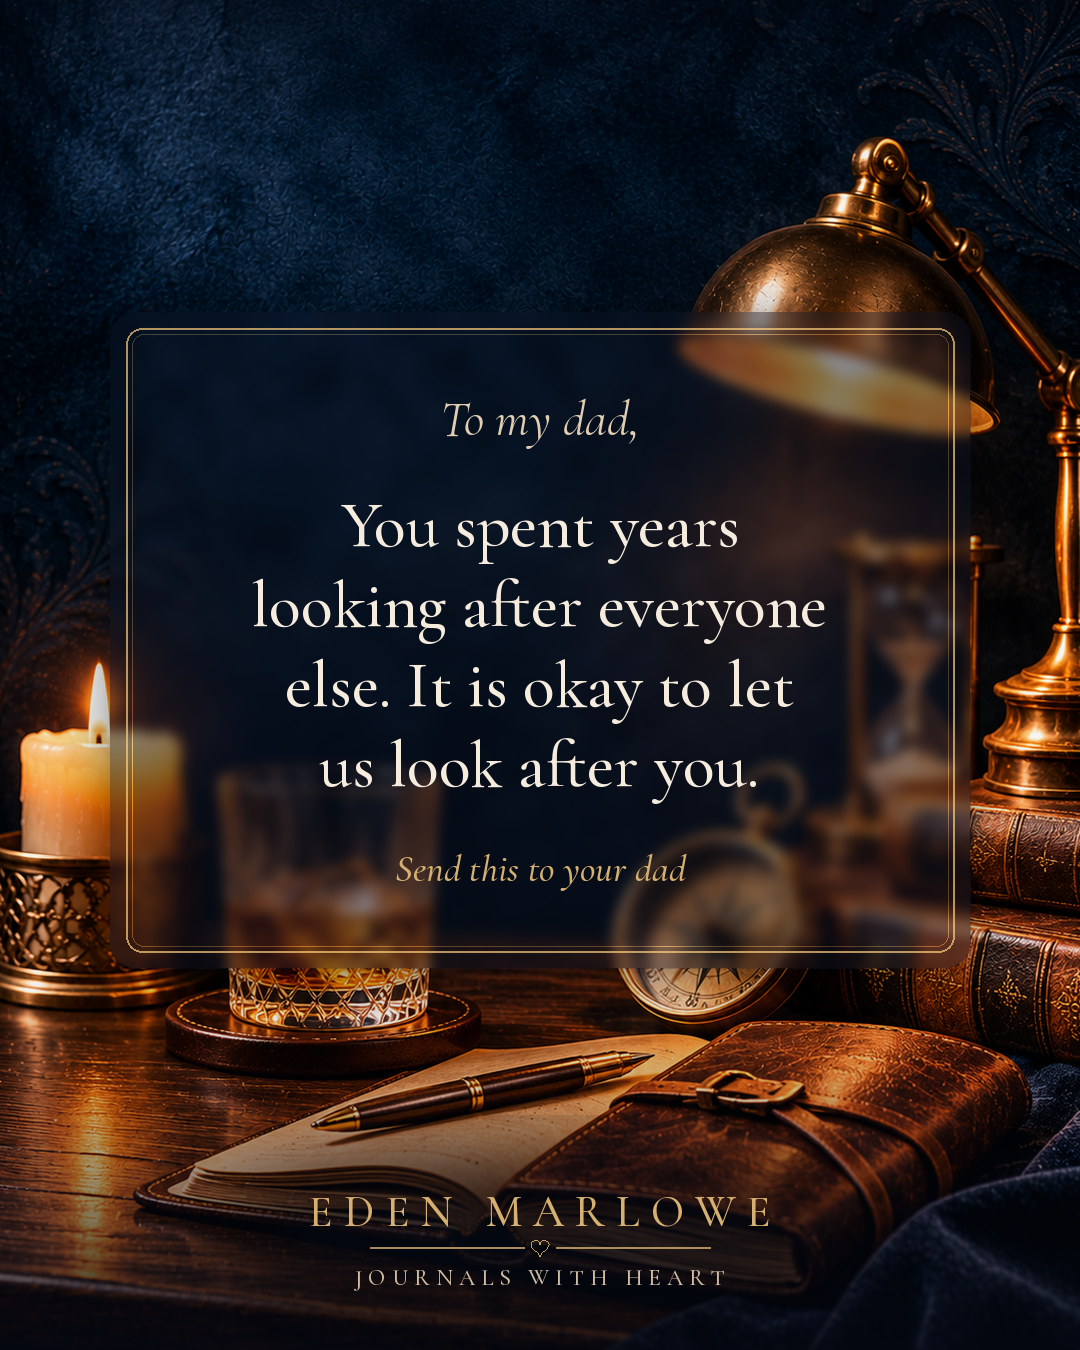 To my dad,
You spent years
looking after everyone
else. It is okay to let
us look after you.
Send this to your dad
EDEN MARLOWE
JOURNALS WITH HEART